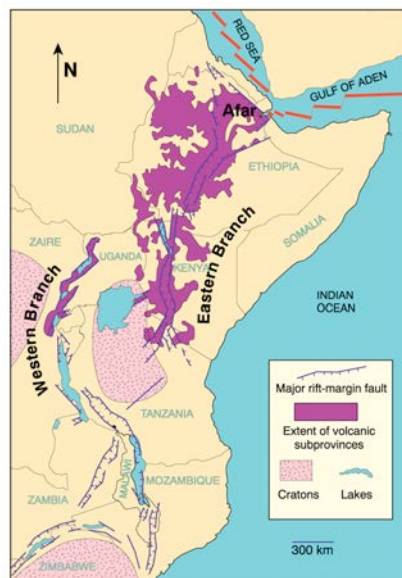 RED SEA
N
GULF OF ADEN
Afar
SUDAN
ETHIOPIA
SOMALIA
ZAIRE
UGANDA
KENYA
Western Branch
Eastern Branch
INDIAN
OCEAN
TANZANIA
Major rift-margin fault
Extent of volcanic
subprovinces
Cratons
Lakes
MALAWI
MOZAMBIQUE
ZAMBIA
ZIMBABWE
300 km